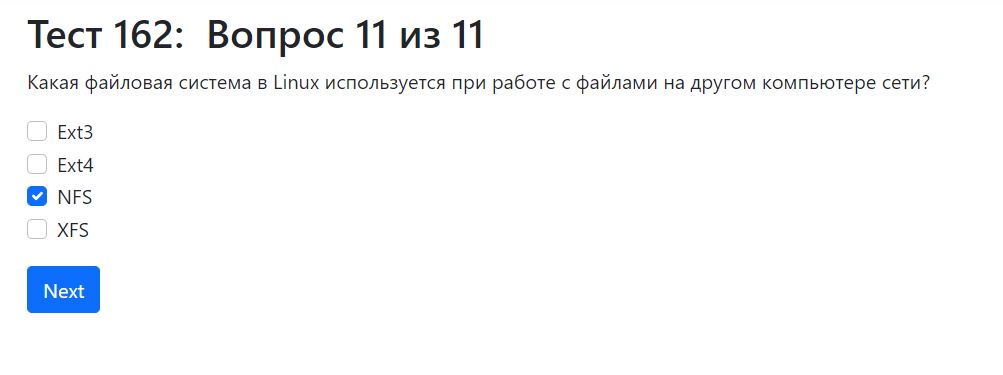 Тест 162: Вопрос 11 из 11
Какая файловая система в Linux используется при работе с файлами на другом компьютере сети?
Ext3
Ext4
NFS
XFS
Next